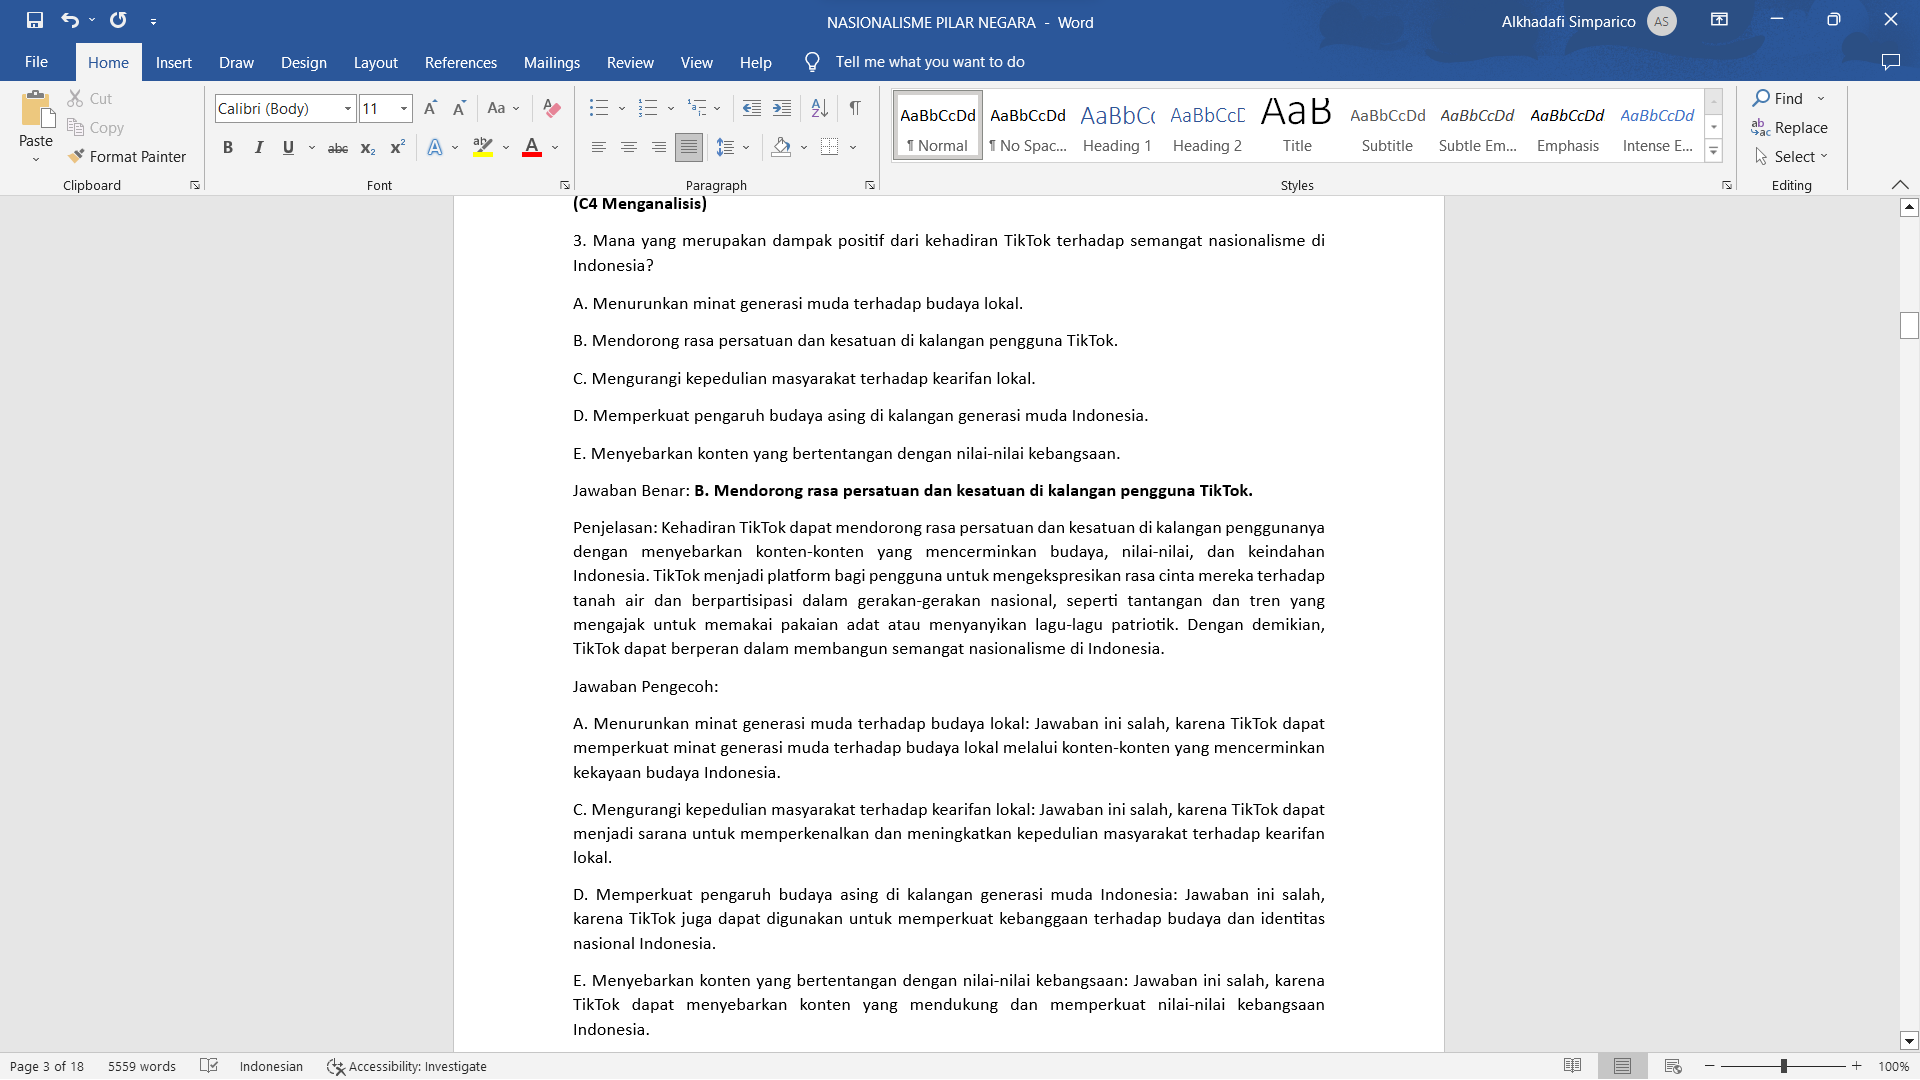 NASIONALISME PILAR NEGARA - Word
Alkhadafi Simparico
AS
File
Home
Insert
Draw
Design
Layout
References
Mailings
Review
View
Help
Tell me what you want to do
Paste
Cut
Copy
Format Painter
Clipboard
Calibri (Body)
11
Font
Paragraph
AaBbCcDd
¶ Normal
AaBbCcDd
¶ No Spac...
AaBbCc
Heading 1
AaBbCcD
Heading 2
AaB
Title
AaBbCcDd
Subtitle
AaBbCcDd
Subtle Em...
AaBbCcDd
Emphasis
AaBbCcDd
Intense E...
Styles
Find
Replace
Select
Editing
(C4 Menganalisis)
3. Mana yang merupakan dampak positif dari kehadiran TikTok terhadap semangat nasionalisme di
Indonesia?
A. Menurunkan minat generasi muda terhadap budaya lokal.
B. Mendorong rasa persatuan dan kesatuan di kalangan pengguna TikTok.
C. Mengurangi kepedulian masyarakat terhadap kearifan lokal.
D. Memperkuat pengaruh budaya asing di kalangan generasi muda Indonesia.
E. Menyebarkan konten yang bertentangan dengan nilai-nilai kebangsaan.
Jawaban Benar: B. Mendorong rasa persatuan dan kesatuan di kalangan pengguna TikTok.
Penjelasan: Kehadiran TikTok dapat mendorong rasa persatuan dan kesatuan di kalangan penggunanya
dengan menyebarkan konten-konten yang mencerminkan budaya, nilai-nilai, dan keindahan
Indonesia. TikTok menjadi platform bagi pengguna untuk mengekspresikan rasa cinta mereka terhadap
tanah air dan berpartisipasi dalam gerakan-gerakan nasional, seperti tantangan dan tren yang
mengajak untuk memakai pakaian adat atau menyanyikan lagu-lagu patriotik. Dengan demikian,
TikTok dapat berperan dalam membangun semangat nasionalisme di Indonesia.
Jawaban Pengecoh:
A. Menurunkan minat generasi muda terhadap budaya lokal: Jawaban ini salah, karena TikTok dapat
memperkuat minat generasi muda terhadap budaya lokal melalui konten-konten yang mencerminkan
kekayaan budaya Indonesia.
C. Mengurangi kepedulian masyarakat terhadap kearifan lokal: Jawaban ini salah, karena TikTok dapat
menjadi sarana untuk memperkenalkan dan meningkatkan kepedulian masyarakat terhadap kearifan
lokal.
D. Memperkuat pengaruh budaya asing di kalangan generasi muda Indonesia: Jawaban ini salah,
karena TikTok juga dapat digunakan untuk memperkuat kebanggaan terhadap budaya dan identitas
nasional Indonesia.
E. Menyebarkan konten yang bertentangan dengan nilai-nilai kebangsaan: Jawaban ini salah, karena
TikTok dapat menyebarkan konten yang mendukung dan memperkuat nilai-nilai kebangsaan
Indonesia.
Page 3 of 18
5559 words
Indonesian
Accessibility: Investigate
100%